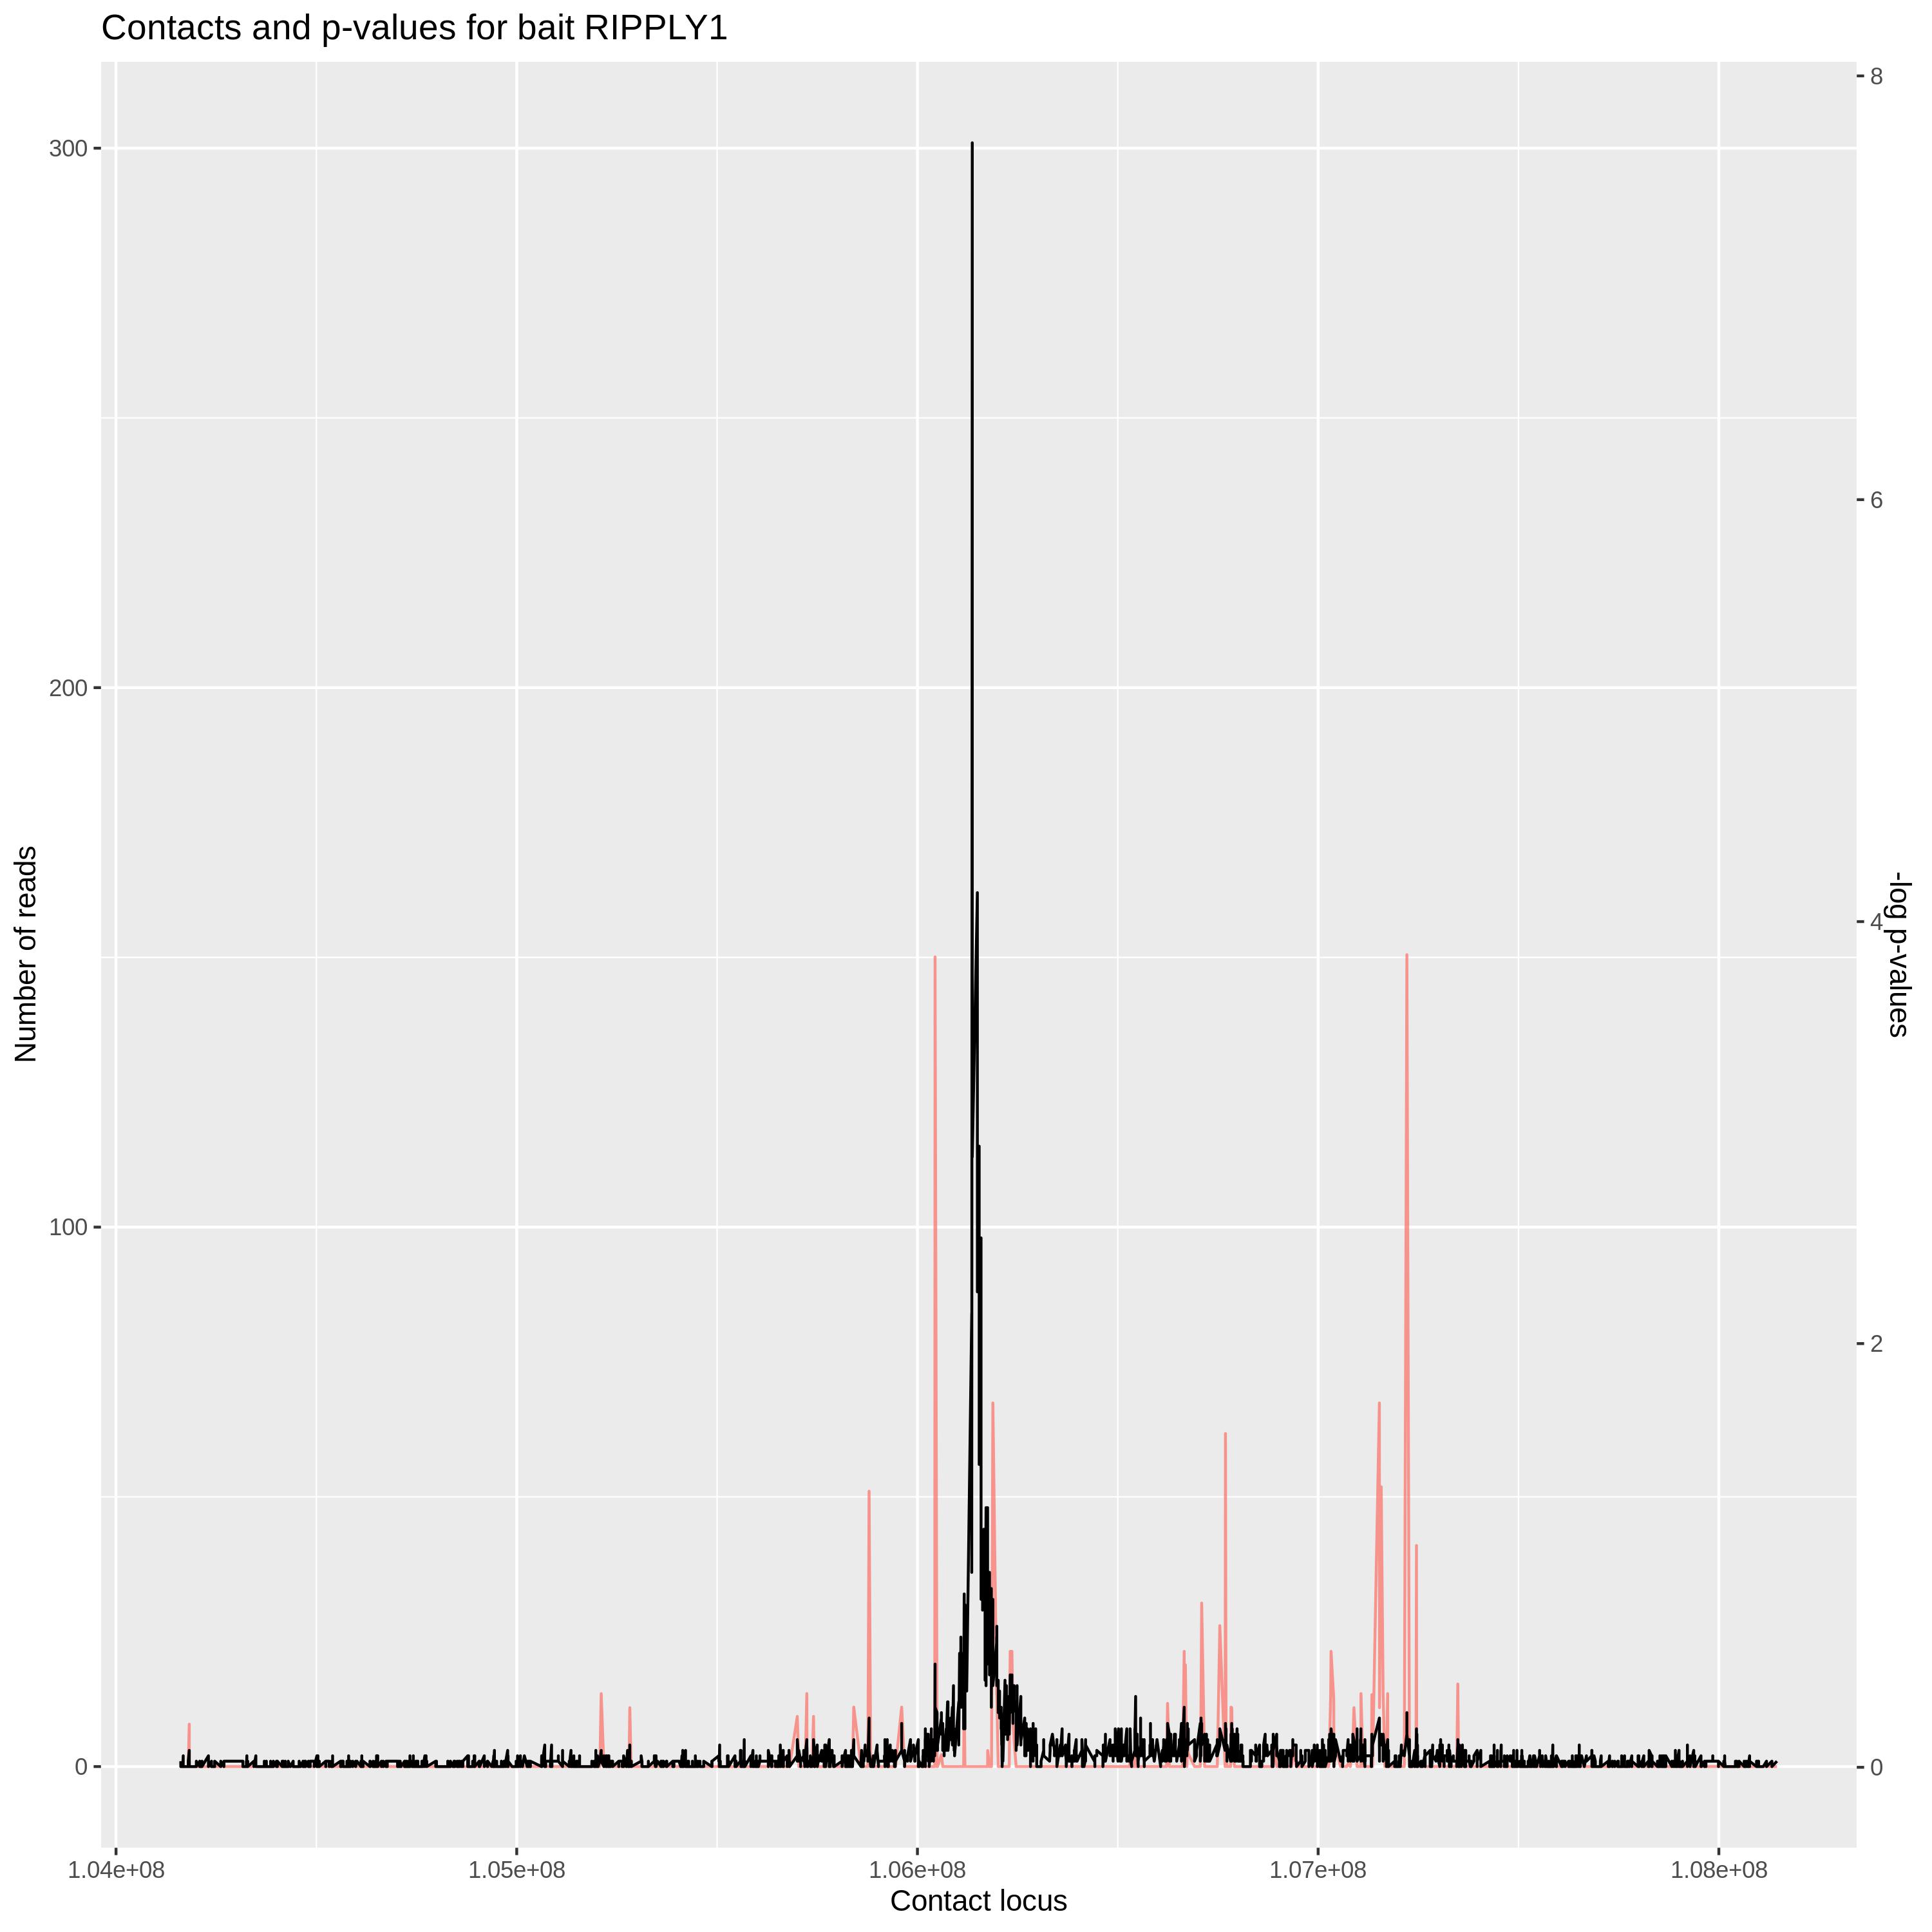 Contacts and p-values for bait RIPPLY1
300
200
100
0
Number of reads
8
6
4
2
0
-log p-values
1.04e+08
1.05e+08
1.06e+08
1.07e+08
1.08e+08
Contact locus